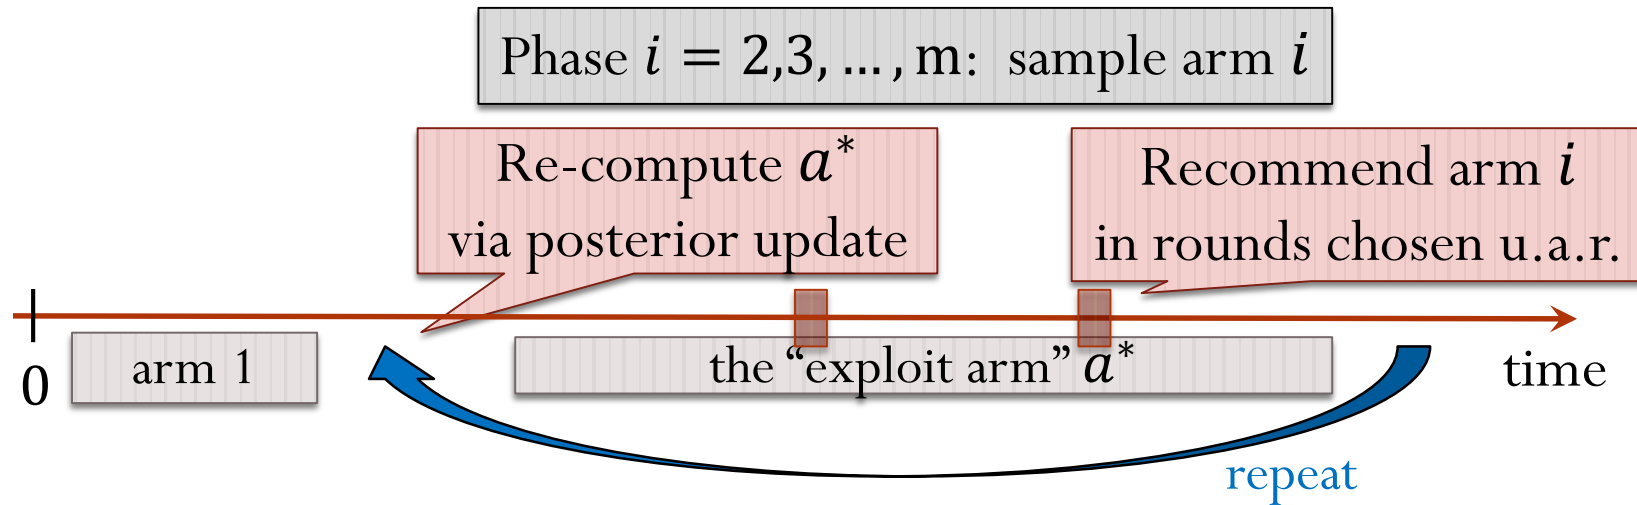 Phase i = 2,3, … , m: sample arm i
Re-compute a*
via posterior update
Recommend arm i
in rounds chosen u.a.r.
0
arm 1
the “exploit arm” a*
time
repeat